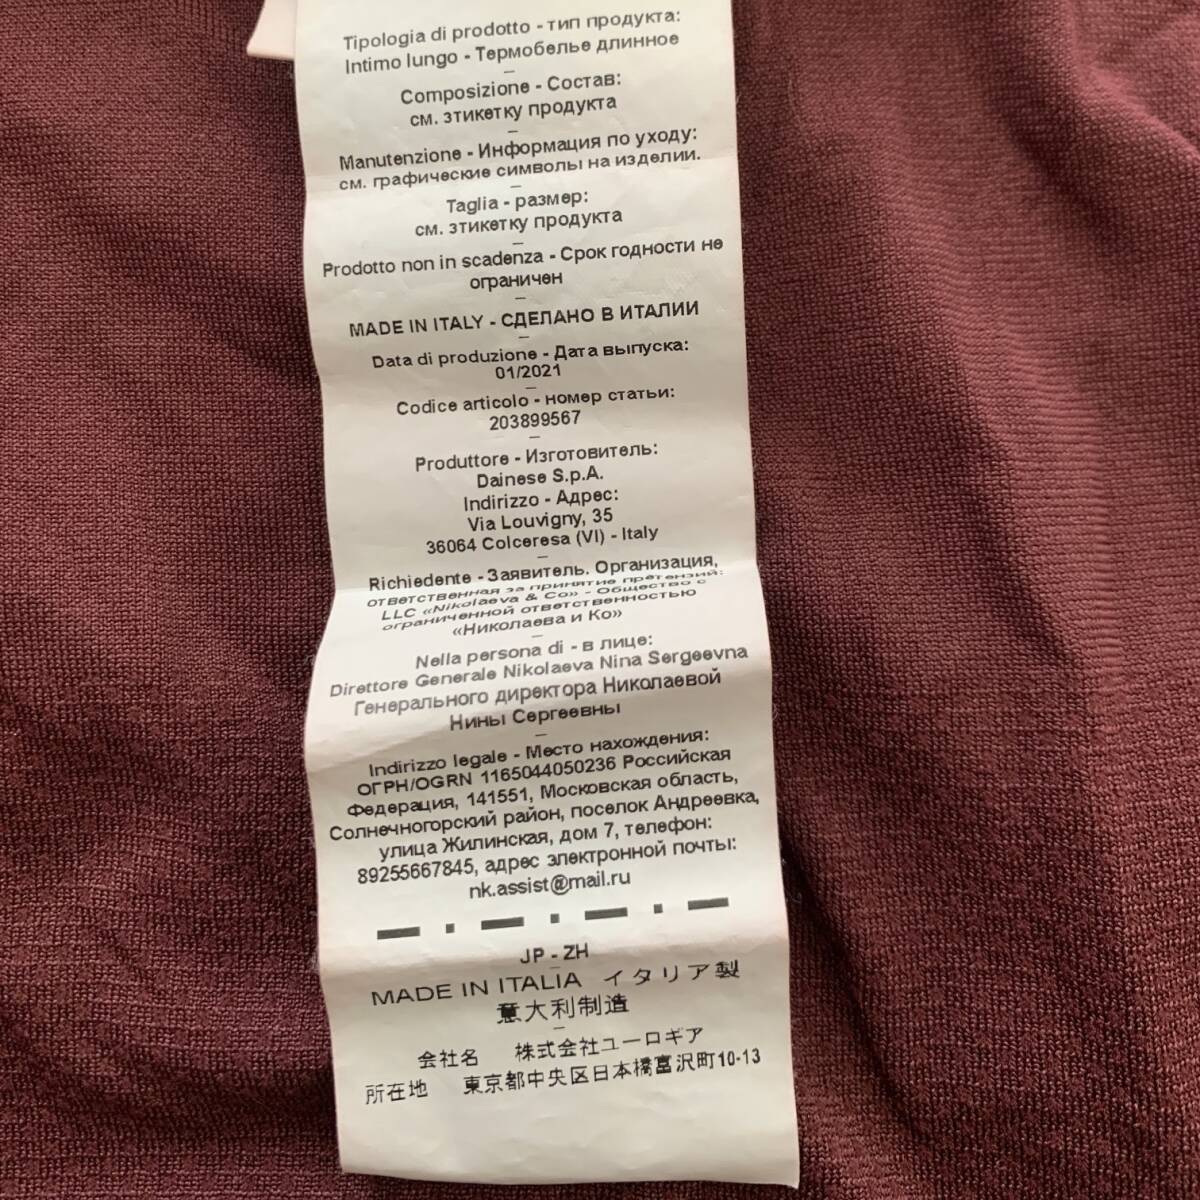 Tipologia di prodotto - тип продукта:
Intimo lungo - Термобелье длинное
–
Composizione - Состав:
см. зтикетку продукта
–
Manutenzione - Информация по уходу:
см. графические символы на изделии.
–
Taglia - размер:
см. зтикетку продукта
–
Prodotto non in scadenza - Срок годности не
ограничен
–
MADE IN ITALY - СДЕЛАНО В ИТАЛИИ
–
Data di produzione - Дата выпуска:
01/2021
–
Codice articolo - номер статьи:
203899567
–
Produttore - Изготовитель:
Dainese S.p.A.
Indirizzo - Адрес:
Via Louvigny, 35
36064 Colceresa (VI) - Italy
–
Richiedente - Заявитель. Организация,
ответственная за принятие претензий:
LLC «Nikolaeva & Co» - Общество с
ограниченной ответственностью
«Николаева и Ко»
–
Nella persona di - в лице:
Direttore Generale Nikolaeva Nina Sergeevna
Генерального директора Николаевой
Нины Сергеевны
–
Indirizzo legale - Место нахождения:
ОГРН/OGRN 1165044050236 Российская
Федерация, 141551, Московская область,
Солнечногорский район, поселок Андреевка,
улица Жилинская, дом 7, телефон:
89255667845, адрес злектронной почты:
nk.assist@mail.ru
JP - ZH
MADE IN ITALIA イタリア製
意大利制造
–
会社名 株式会社ユーロギア
所在地 東京都中央区日本橋富沢町10-13